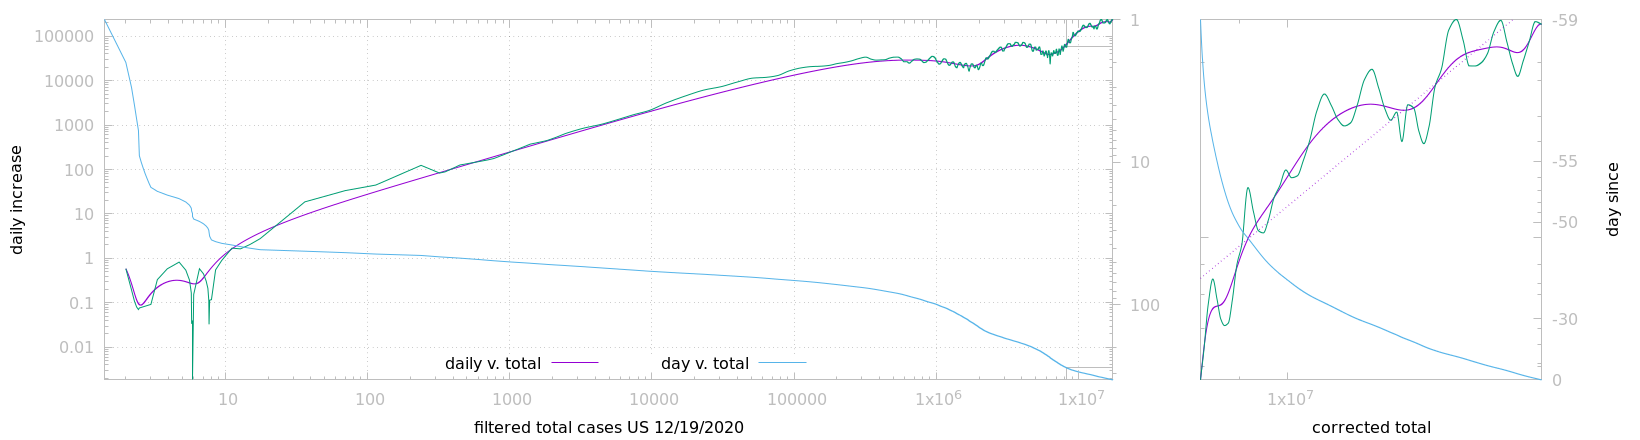 100000
10000
1000
100
10
1
0.1
0.01
daily increase
10
100
1000
10000
100000
1x10^6
1x10^7
filtered total cases US 12/19/2020
daily v. total
day v. total
1
10
100
1x10^7
corrected total
-59
-55
-50
-30
0
day since